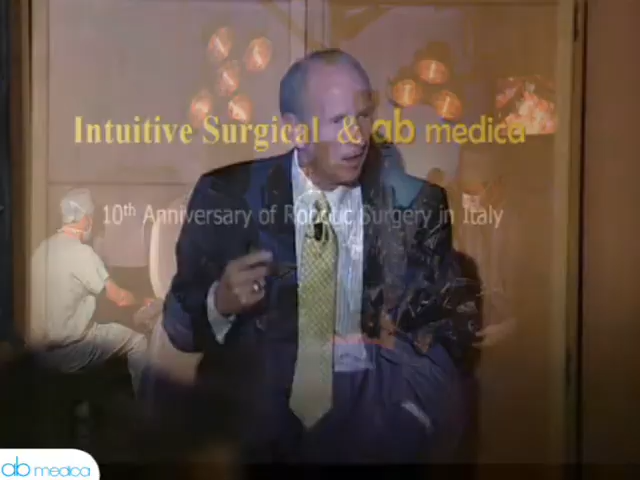 Intuitive Surgical & ab medica
10th Anniversary of Robotic Surgery in Italy
ab medica